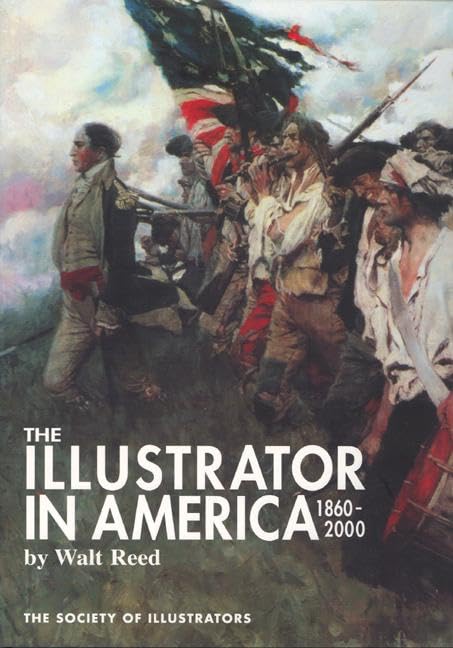 THE
ILLUSTRATOR
IN AMERICA 1860-
2000
by Walt Reed
THE SOCIETY OF ILLUSTRATORS